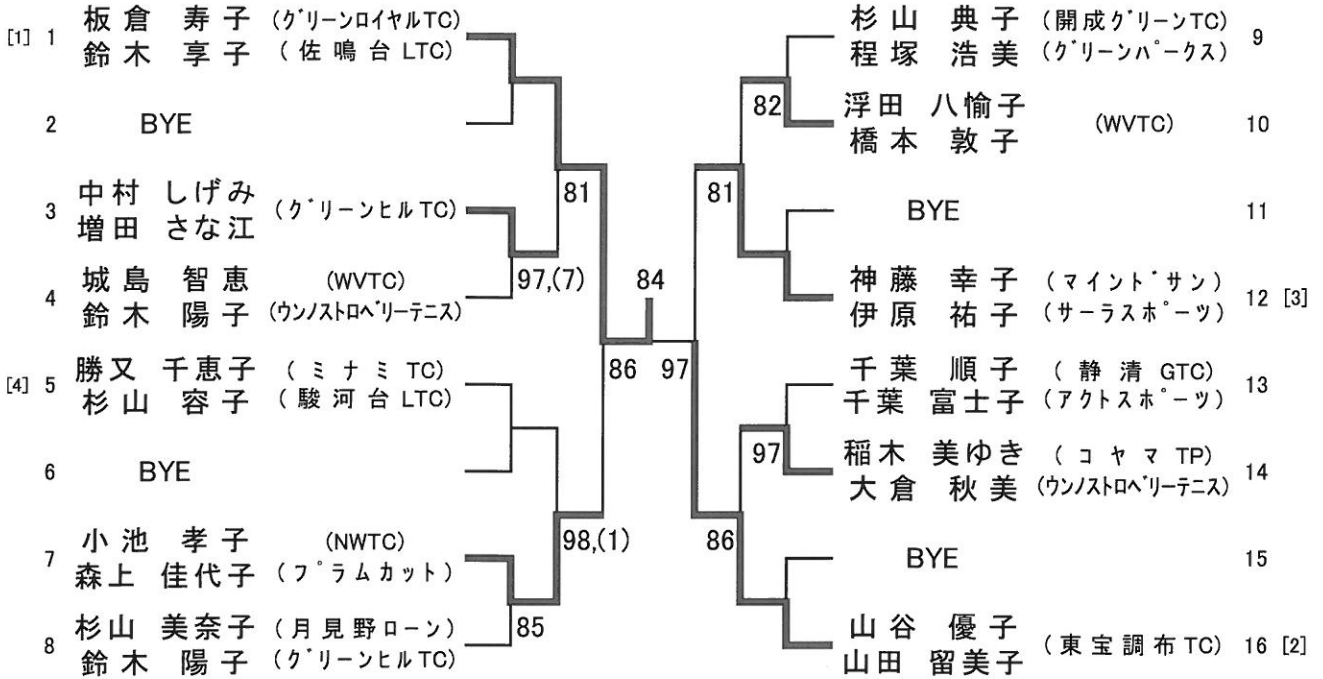 [1] 1 板倉 寿子 (グリーンロイヤルTC)
鈴木 享子 (佐鳴台LTC)
2 BYE
3 中村 しげみ (グリーンヒルTC)
増田 さな江
81
4 城島 智恵 (WVTC)
鈴木 陽子 (ウンノストロベリーテニス)
97,(7)
84
[4] 5 勝又 千恵子 (ミナミTC)
杉山 容子 (駿河台LTC)
86 97
6 BYE
7 小池 孝子 (NWTC)
森上 佳代子 (プラムカット)
98,(1)
8 杉山 美奈子 (月見野ローン)
鈴木 陽子 (グリーンヒルTC)
85
杉山 典子 (開成グリーンTC) 9
程塚 浩美 (グリーンパークス)
82
浮田 八愉子 (WVTC) 10
橋本 敦子
81
BYE 11
神藤 幸子 (マインドサン) 12 [3]
伊原 祐子 (サーラスポーツ)
千葉 順子 (静清GTC) 13
千葉 富士子 (アクトスポーツ)
97
稲木 美ゆき (コヤマTP) 14
大倉 秋美 (ウンノストロベリーテニス)
86
BYE 15
山谷 優子 (東宝調布TC) 16 [2]
山田 留美子